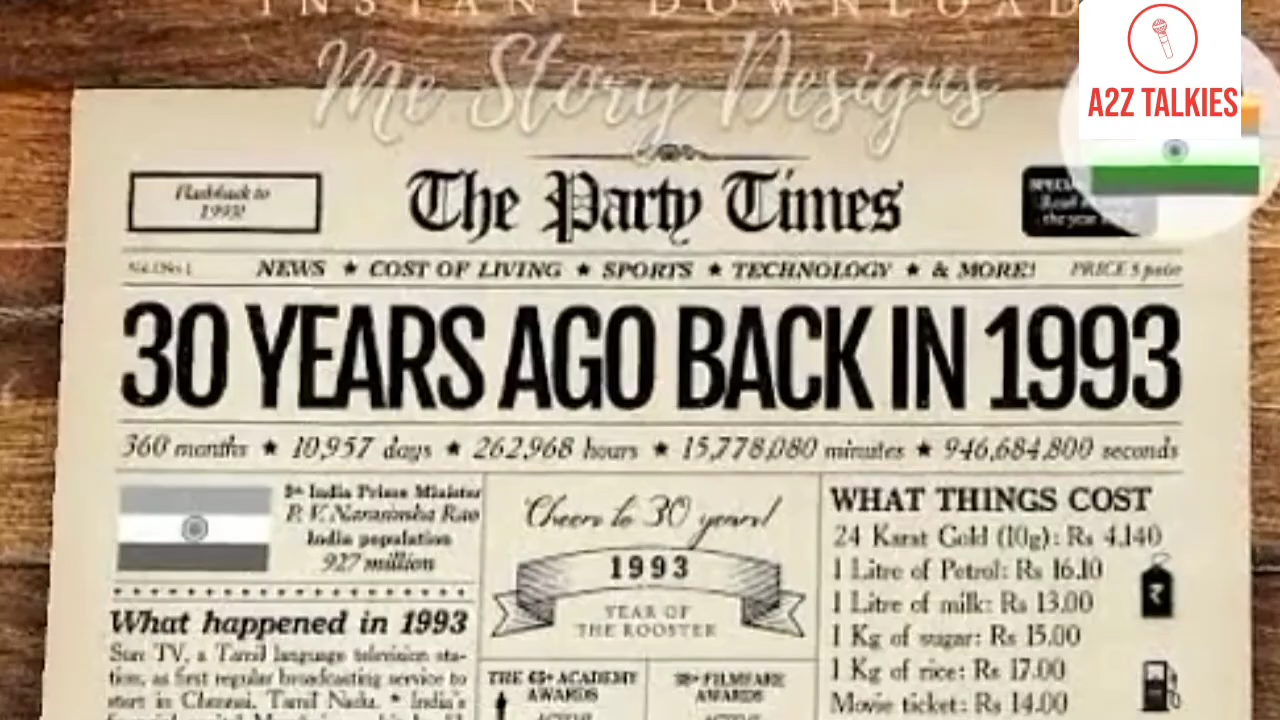 INSTANT DOWNLOAD
Me Story Designs
A2Z TALKIES
Flashback to
1993!
The Party Times
NEWS ★ COST OF LIVING ★ SPORTS ★ TECHNOLOGY ★ & MORE!
PRICE 5 paise
30 YEARS AGO BACK IN 1993
360 months ★ 10,957 days ★ 262,968 hours ★ 15,778,080 minutes ★ 946,684,800 seconds
India Prime Minister
P. V. Narasimha Rao
India population
927 million
What happened in 1993
Sun TV, a Tamil language television sta-
tion, as first regular broadcasting service to
start in Chennai, Tamil Nadu. * India's
Cheers to 30 years!
1993
YEAR OF
THE ROOSTER
THE 65th ACADEMY
AWARDS
FILMFARE
AWARDS
WHAT THINGS COST
24 Karat Gold (10g): Rs 4,140
1 Litre of Petrol: Rs 16.10
1 Litre of milk: Rs 13.00
1 Kg of sugar: Rs 15.00
1 Kg of rice: Rs 17.00
Movie ticket: Rs 14.00